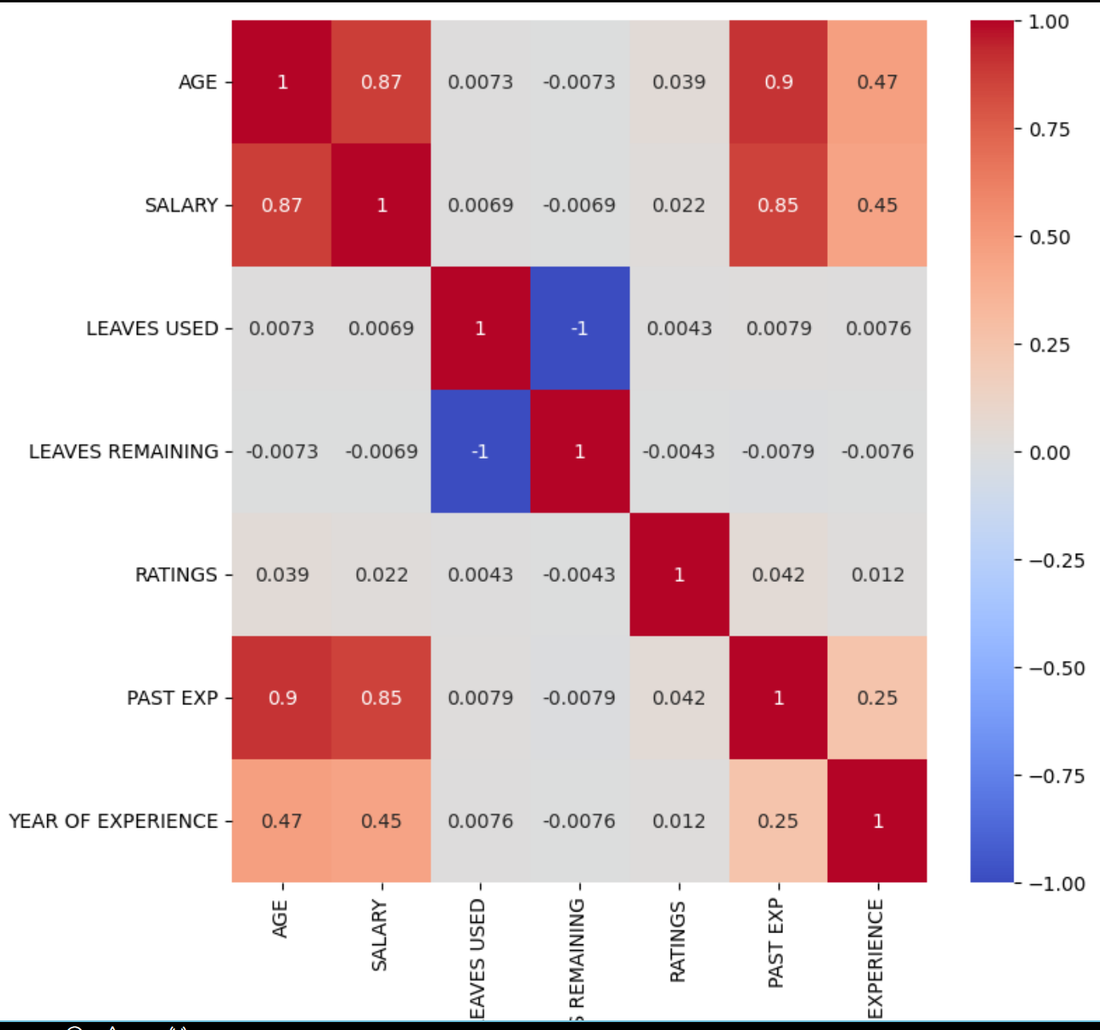 AGE 1 0.87 0.0073 -0.0073 0.039 0.9 0.47
SALARY 0.87 1 0.0069 -0.0069 0.022 0.85 0.45
LEAVES USED 0.0073 0.0069 1 -1 0.0043 0.0079 0.0076
LEAVES REMAINING -0.0073 -0.0069 -1 1 -0.0043 -0.0079 -0.0076
RATINGS 0.039 0.022 0.0043 -0.0043 1 0.042 0.012
PAST EXP 0.9 0.85 0.0079 -0.0079 0.042 1 0.25
YEAR OF EXPERIENCE 0.47 0.45 0.0076 -0.0076 0.012 0.25 1
AGE
SALARY
EAVES USED
S REMAINING
RATINGS
PAST EXP
EXPERIENCE
1.00
0.75
0.50
0.25
0.00
−0.25
−0.50
−0.75
−1.00